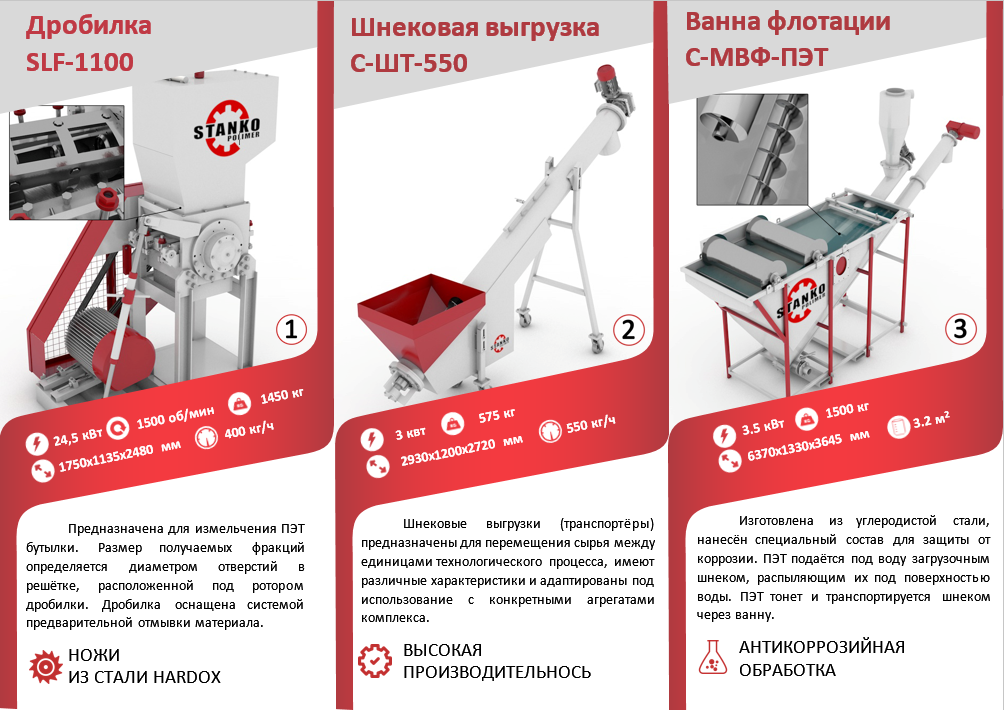 Дробилка
SLF-1100
STANKO
POLIMER
1
24,5 кВт
1500 об/мин
1450 кг
1750х1135х2480 мм
400 кг/ч
Предназначена для измельчения ПЭТ
бутылки. Размер получаемых фракций
определяется диаметром отверстий в
решётке, расположенной под ротором
дробилки. Дробилка оснащена системой
предварительной отмывки материала.
НОЖИ
ИЗ СТАЛИ HARDOX
Шнековая выгрузка
С-ШТ-550
STANKO
2
3 квт
575 кг
2930х1200х2720 мм
550 кг/ч
Шнековые выгрузки (транспортёры)
предназначены для перемещения сырья между
единицами технологического процесса, имеют
различные характеристики и адаптированы под
использование с конкретными агрегатами
комплекса.
ВЫСОКАЯ
ПРОИЗВОДИТЕЛЬНОСЬ
Ванна флотации
С-МВФ-ПЭТ
STANKO
POLIMER
3
3.5 кВт
1500 кг
6370х1330х3645 мм
3.2 м²
Изготовлена из углеродистой стали,
нанесён специальный состав для защиты от
коррозии. ПЭТ подаётся под воду загрузочным
шнеком, распыляющим их под поверхностью
воды. ПЭТ тонет и транспортируется шнеком
через ванну.
АНТИКОРРОЗИЙНАЯ
ОБРАБОТКА